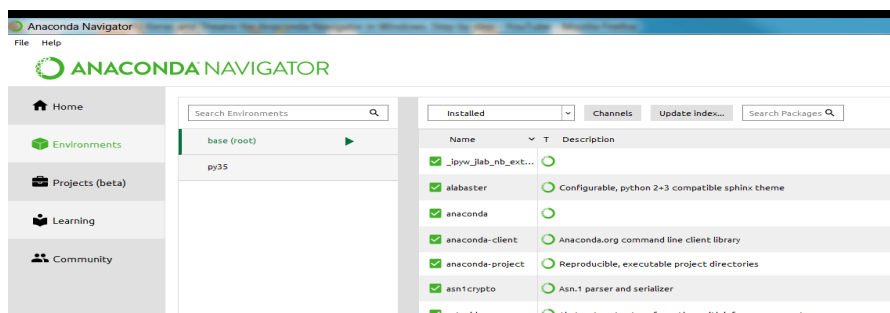 Anaconda Navigator
File Help
ANACONDA NAVIGATOR
Home
Environments
Projects (beta)
Learning
Community
Search Environments
base (root)
py35
Installed Channels Update index... Search Packages
Name T Description
_ipyw_jlab_nb_ext...
alabaster Configurable, python 2+3 compatible sphinx theme
anaconda
anaconda-client Anaconda.org command line client library
anaconda-project Reproducible, executable project directories
asn1crypto Asn.1 parser and serializer